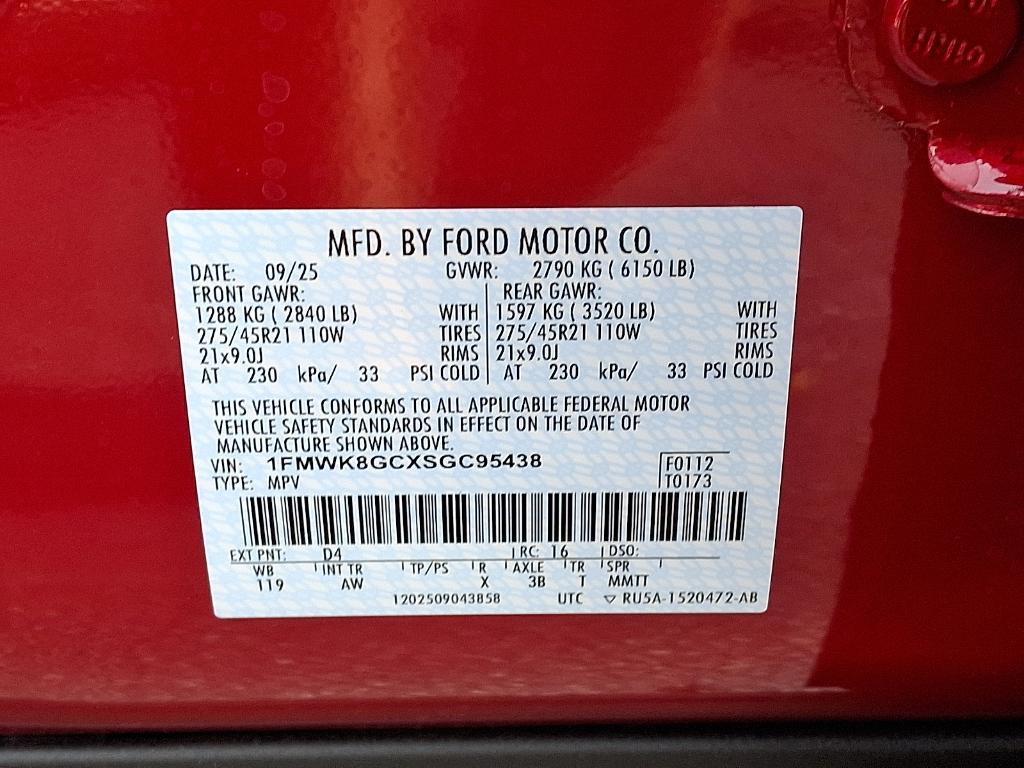 MFD. BY FORD MOTOR CO.
DATE: 09/25 GVWR: 2790 KG ( 6150 LB)
FRONT GAWR: REAR GAWR:
1288 KG ( 2840 LB) WITH 1597 KG ( 3520 LB) WITH
275/45R21 110W TIRES 275/45R21 110W TIRES
21x9.0J RIMS 21x9.0J RIMS
AT 230 kPa/ 33 PSI COLD AT 230 kPa/ 33 PSI COLD
THIS VEHICLE CONFORMS TO ALL APPLICABLE FEDERAL MOTOR
VEHICLE SAFETY STANDARDS IN EFFECT ON THE DATE OF
MANUFACTURE SHOWN ABOVE.
VIN: 1FMWK8GCXSGC95438 F0112
TYPE: MPV T0173
EXT PNT: D4 RC: 16 DSO:
WB INT TR TP/PS R AXLE TR SPR
119 AW X 3B T MMTT
1202509043858 UTC ▽ RU5A-1520472-AB